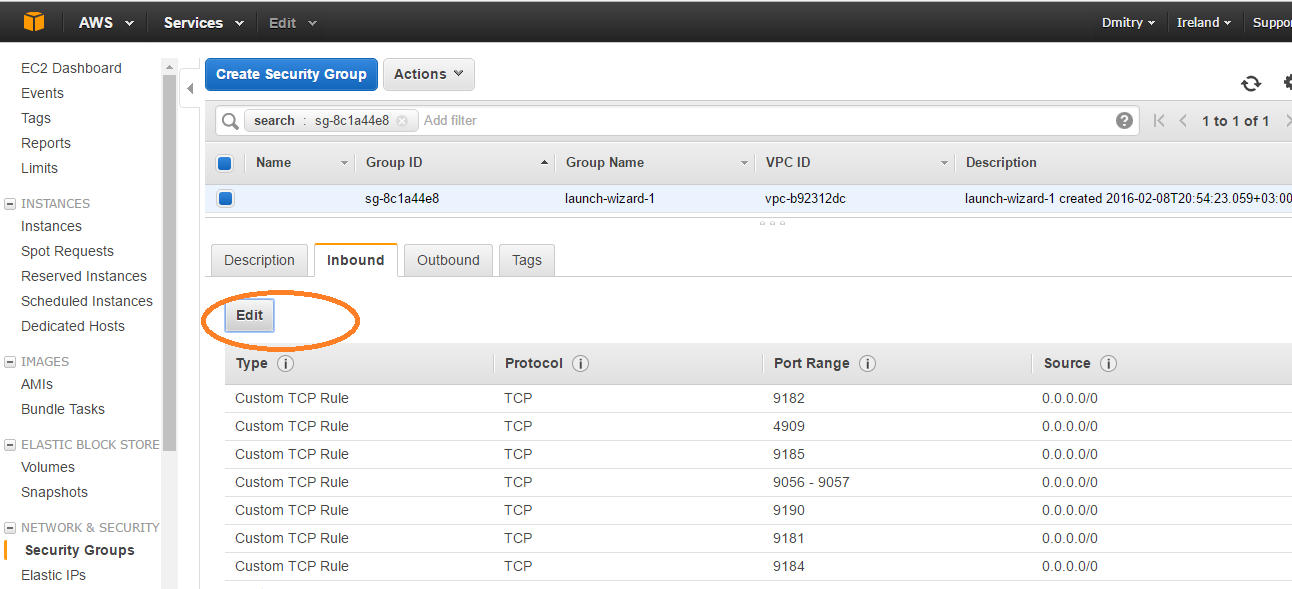 AWS Services Edit Dmitry Ireland Suppor
EC2 Dashboard
Events
Tags
Reports
Limits
INSTANCES
Instances
Spot Requests
Reserved Instances
Scheduled Instances
Dedicated Hosts
IMAGES
AMIs
Bundle Tasks
ELASTIC BLOCK STORE
Volumes
Snapshots
NETWORK & SECURITY
Security Groups
Elastic IPs
Create Security Group Actions
search : sg-8c1a44e8 Add filter 1 to 1 of 1
Name Group ID Group Name VPC ID Description
sg-8c1a44e8 launch-wizard-1 vpc-b92312dc launch-wizard-1 created 2016-02-08T20:54:23.059+03:00
Description Inbound Outbound Tags
Edit
Type Protocol Port Range Source
Custom TCP Rule TCP 9182 0.0.0.0/0
Custom TCP Rule TCP 4909 0.0.0.0/0
Custom TCP Rule TCP 9185 0.0.0.0/0
Custom TCP Rule TCP 9056 - 9057 0.0.0.0/0
Custom TCP Rule TCP 9190 0.0.0.0/0
Custom TCP Rule TCP 9181 0.0.0.0/0
Custom TCP Rule TCP 9184 0.0.0.0/0